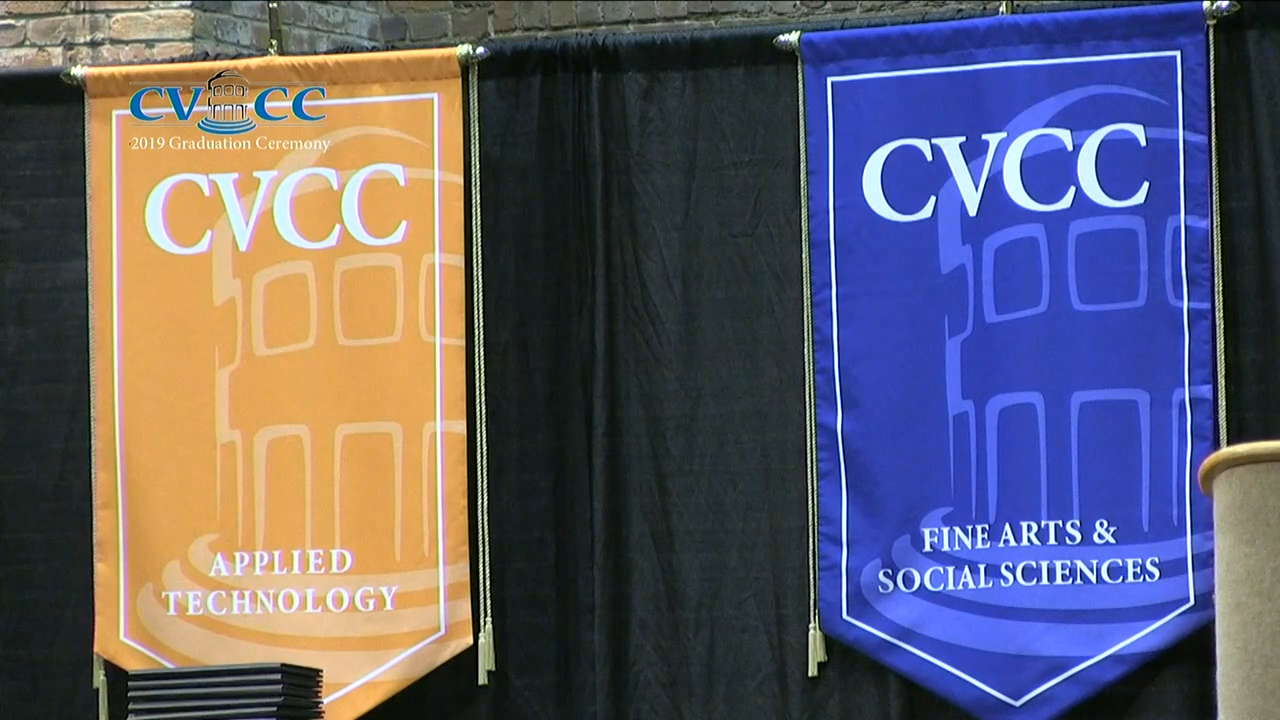 CVCC
2019 Graduation Ceremony
CVCC
APPLIED
TECHNOLOGY
CVCC
FINE ARTS &
SOCIAL SCIENCES